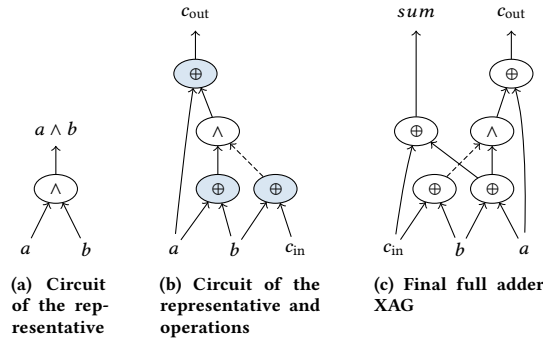 c_out
sum
c_out
⊕
⊕
a ∧ b
∧
⊕
∧
∧
⊕
⊕
⊕
⊕
a
b
a
b
c_in
c_in
b
a
(a) Circuit
of the rep-
resentative
(b) Circuit of the
representative and
operations
(c) Final full adder
XAG